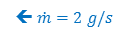 🡸 ṁ = 2 g/s